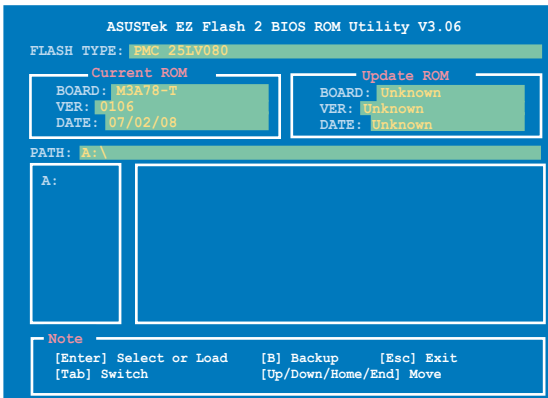 ASUSTek EZ Flash 2 BIOS ROM Utility V3.06
FLASH TYPE: PMC 25LV080
Current ROM
BOARD: M3A78-T
VER: 0106
DATE: 07/02/08
Update ROM
BOARD: Unknown
VER: Unknown
DATE: Unknown
PATH: A:\
A:
Note
[Enter] Select or Load [B] Backup [Esc] Exit
[Tab] Switch [Up/Down/Home/End] Move